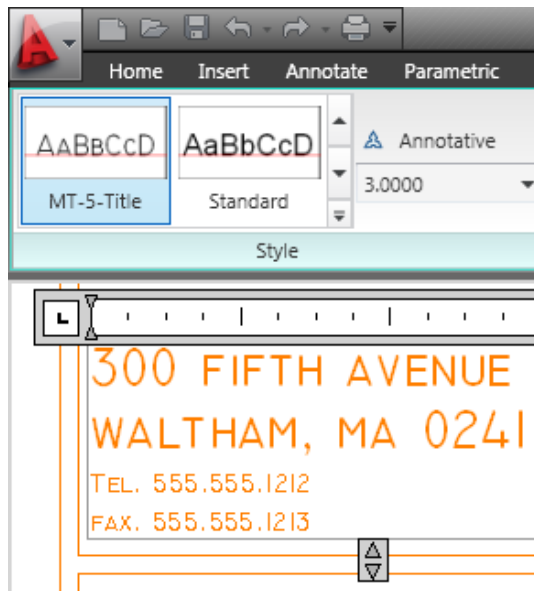 Home Insert Annotate Parametric
AaBbCcD AaBbCcD Annotative
MT-5-Title Standard 3.0000
Style
300 FIFTH AVENUE
WALTHAM, MA 0241
TEL. 555.555.1212
FAX. 555.555.1213